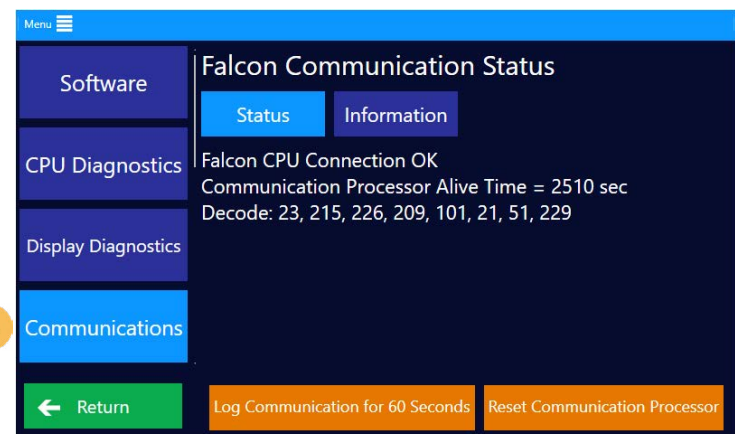 Menu
Software
CPU Diagnostics
Display Diagnostics
Communications
Return
Falcon Communication Status
Status
Information
Falcon CPU Connection OK
Communication Processor Alive Time = 2510 sec
Decode: 23, 215, 226, 209, 101, 21, 51, 229
Log Communication for 60 Seconds
Reset Communication Processor